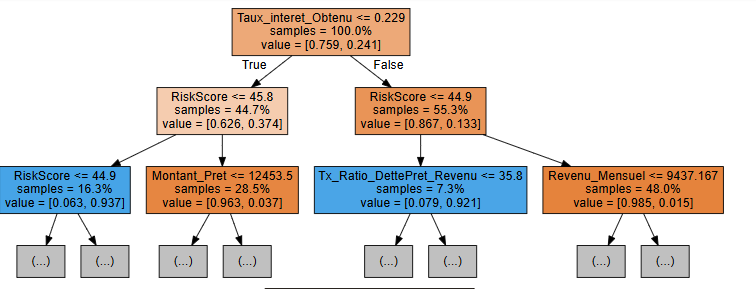 Taux_interet_Obtenu <= 0.229
samples = 100.0%
value = [0.759, 0.241]
True
False
RiskScore <= 45.8
samples = 44.7%
value = [0.626, 0.374]
RiskScore <= 44.9
samples = 55.3%
value = [0.867, 0.133]
RiskScore <= 44.9
samples = 16.3%
value = [0.063, 0.937]
Montant_Pret <= 12453.5
samples = 28.5%
value = [0.963, 0.037]
Tx_Ratio_DettePret_Revenu <= 35.8
samples = 7.3%
value = [0.079, 0.921]
Revenu_Mensuel <= 9437.167
samples = 48.0%
value = [0.985, 0.015]
(...)
(...)
(...)
(...)
(...)
(...)
(...)
(...)